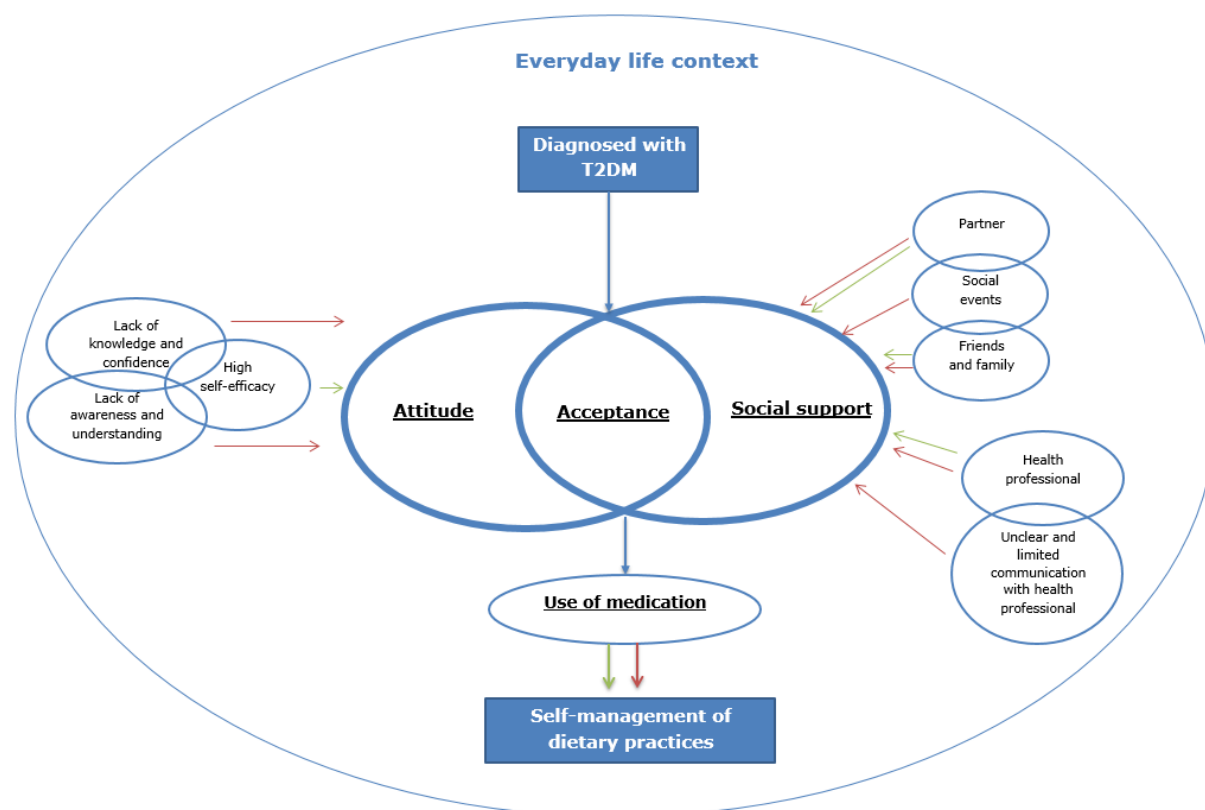 Everyday life context
Diagnosed with
T2DM
Partner
Social
events
Friends
and family
Lack of
knowledge and
confidence
High
self-efficacy
Lack of
awareness and
understanding
Attitude
Acceptance
Social support
Health
professional
Unclear and
limited
communication
with health
professional
Use of medication
Self-management of
dietary practices